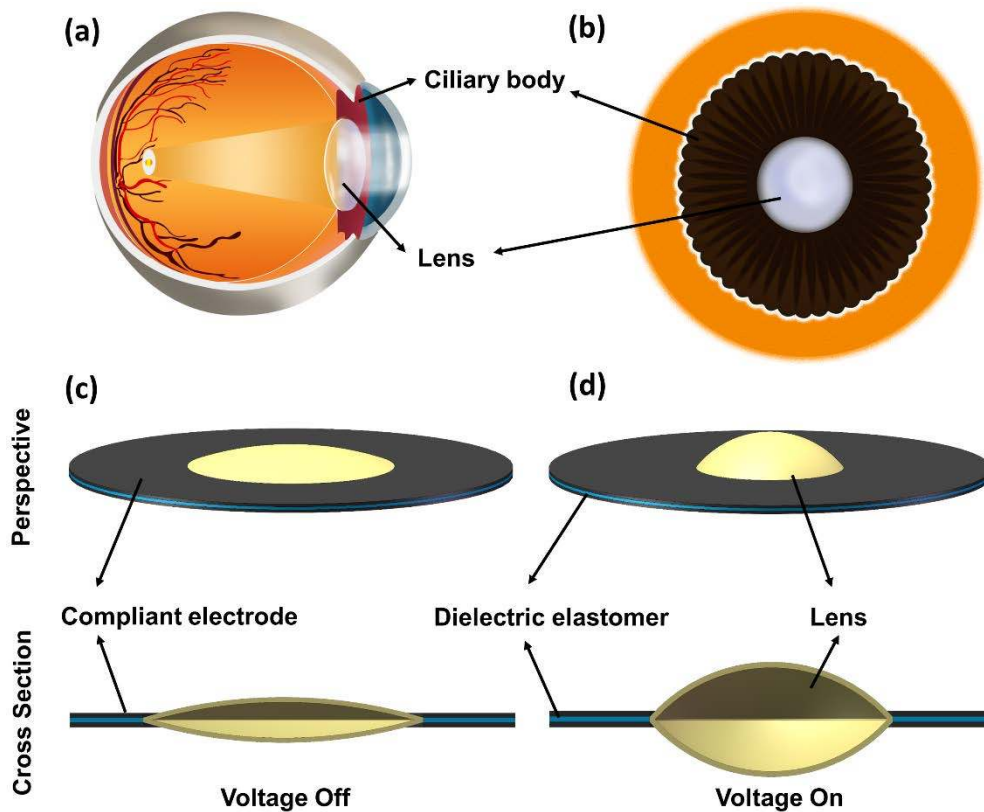 (a)
(b)
Ciliary body
Lens
(c)
(d)
Perspective
Compliant electrode
Dielectric elastomer
Lens
Cross Section
Voltage Off
Voltage On